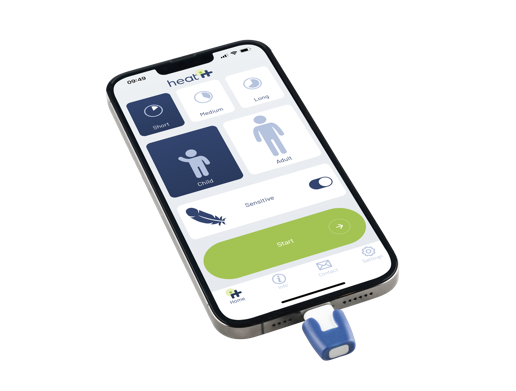 09:49
heat it
Short
Medium
Long
Child
Adult
Sensitive
Start
Home
Info
Contact
Settings